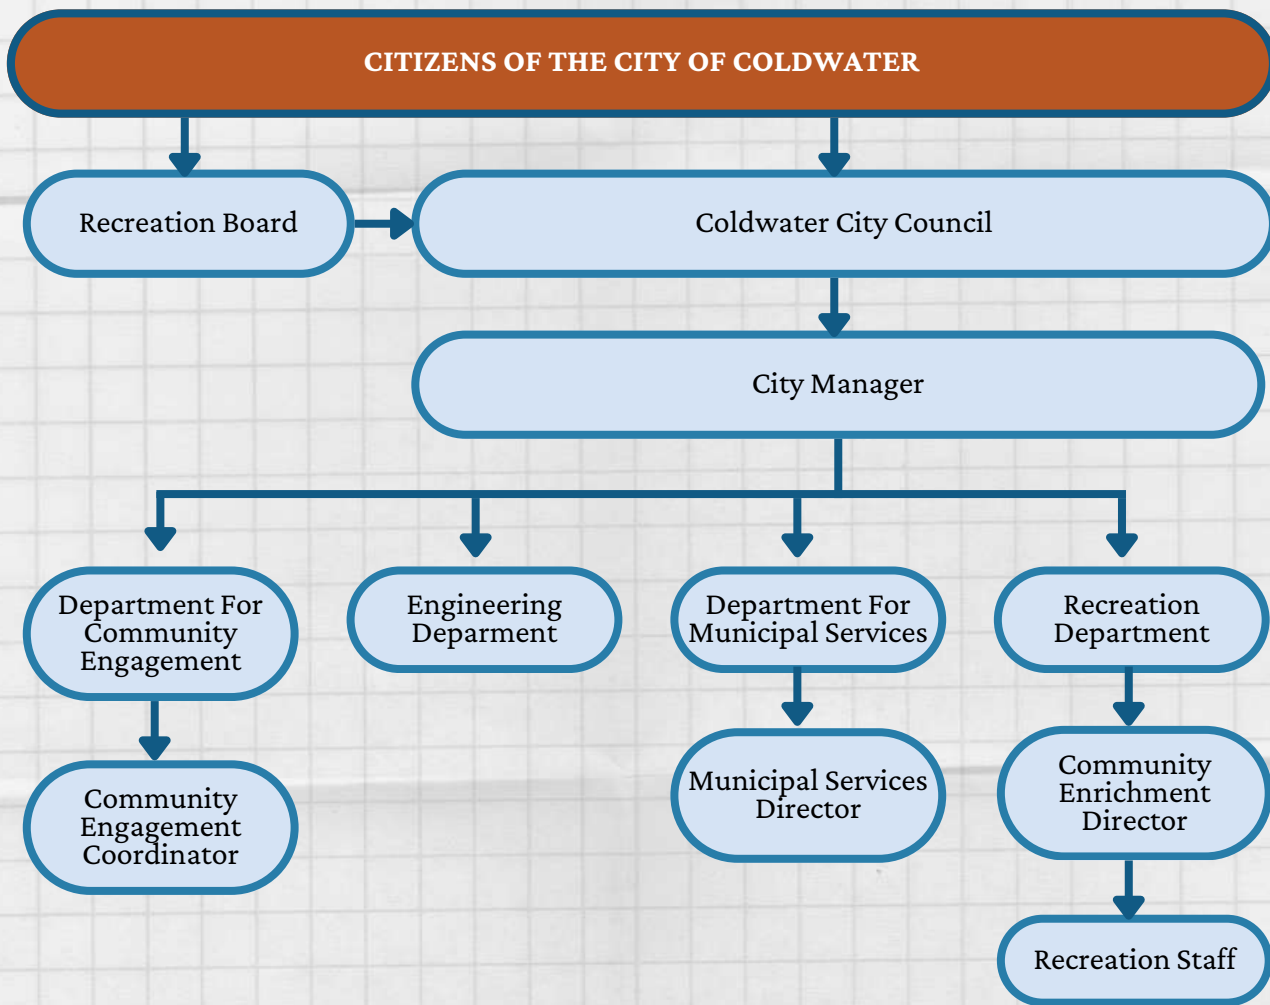 CITIZENS OF THE CITY OF COLDWATER
Recreation Board
Coldwater City Council
City Manager
Department For
Community
Engagement
Engineering
Deparment
Department For
Municipal Services
Recreation
Department
Community
Engagement
Coordinator
Municipal Services
Director
Community
Enrichment
Director
Recreation Staff